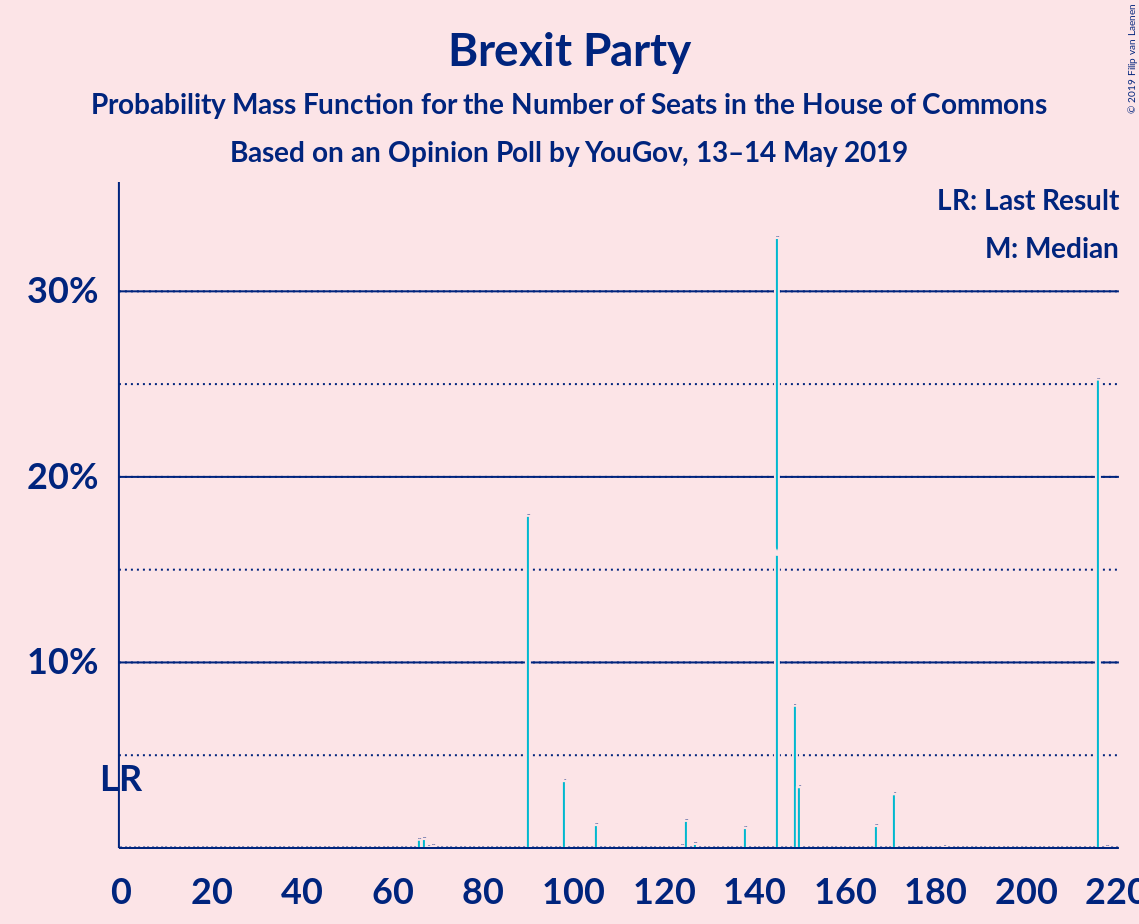 Brexit Party
Probability Mass Function for the Number of Seats in the House of Commons
Based on an Opinion Poll by YouGov, 13–14 May 2019
© 2019 Filip van Laenen
LR: Last Result
M: Median
30%
20%
10%
LR
0 20 40 60 80 100 120 140 160 180 200 220